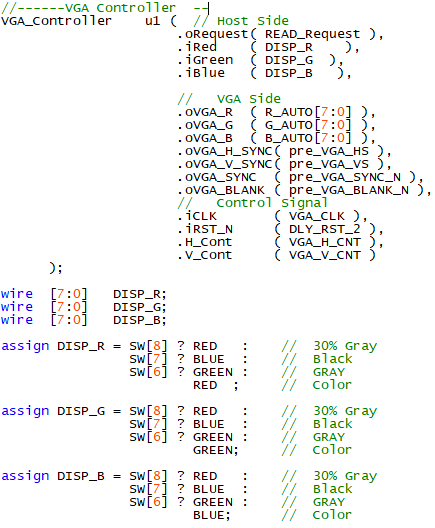 //------VGA Controller  --
VGA_Controller    u1 (  // Host Side
                       .oRequest( READ_Request ),
                       .iRed    ( DISP_R    ),
                       .iGreen  ( DISP_G  ),
                       .iBlue   ( DISP_B   ),
                       //   VGA Side
                       .oVGA_R  ( R_AUTO[7:0] ),
                       .oVGA_G  ( G_AUTO[7:0] ),
                       .oVGA_B  ( B_AUTO[7:0] ),
                       .oVGA_H_SYNC( pre_VGA_HS ),
                       .oVGA_V_SYNC( pre_VGA_VS ),
                       .oVGA_SYNC  ( pre_VGA_SYNC_N ),
                       .oVGA_BLANK ( pre_VGA_BLANK_N ),
                       //   Control Signal
                       .iCLK       ( VGA_CLK ),
                       .iRST_N     ( DLY_RST_2 ),
                       .H_Cont     ( VGA_H_CNT ),
                       .V_Cont     ( VGA_V_CNT )
      );
wire  [7:0]   DISP_R;
wire  [7:0]   DISP_G;
wire  [7:0]   DISP_B;
assign DISP_R = SW[8] ? RED   :    //  30% Gray
                SW[7] ? BLUE  :    //  Black
                SW[6] ? GREEN :    //  GRAY
                        RED  ;     //  Color
assign DISP_G = SW[8] ? RED   :    //  30% Gray
                SW[7] ? BLUE  :    //  Black
                SW[6] ? GREEN :    //  GRAY
                        GREEN;     //  Color
assign DISP_B = SW[8] ? RED   :    //  30% Gray
                SW[7] ? BLUE  :    //  Black
                SW[6] ? GREEN :    //  GRAY
                        BLUE;      //  Color